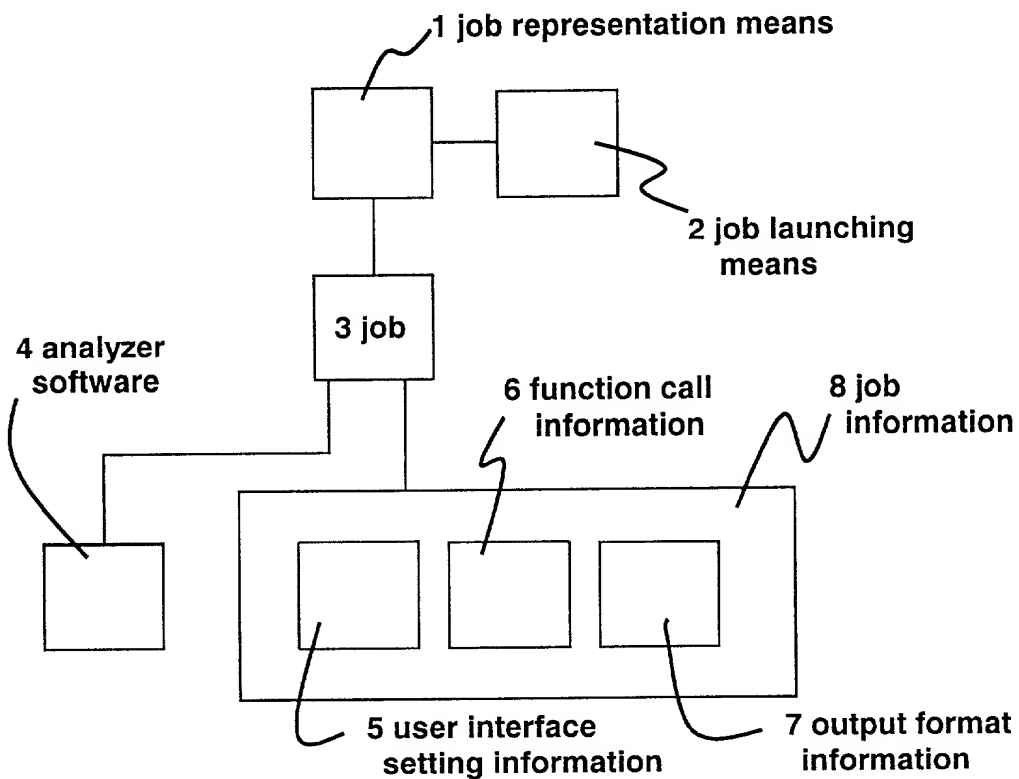 1 job representation means
2 job launching
means
3 job
4 analyzer
software
6 function call
information
8 job
information
5 user interface
setting information
7 output format
information